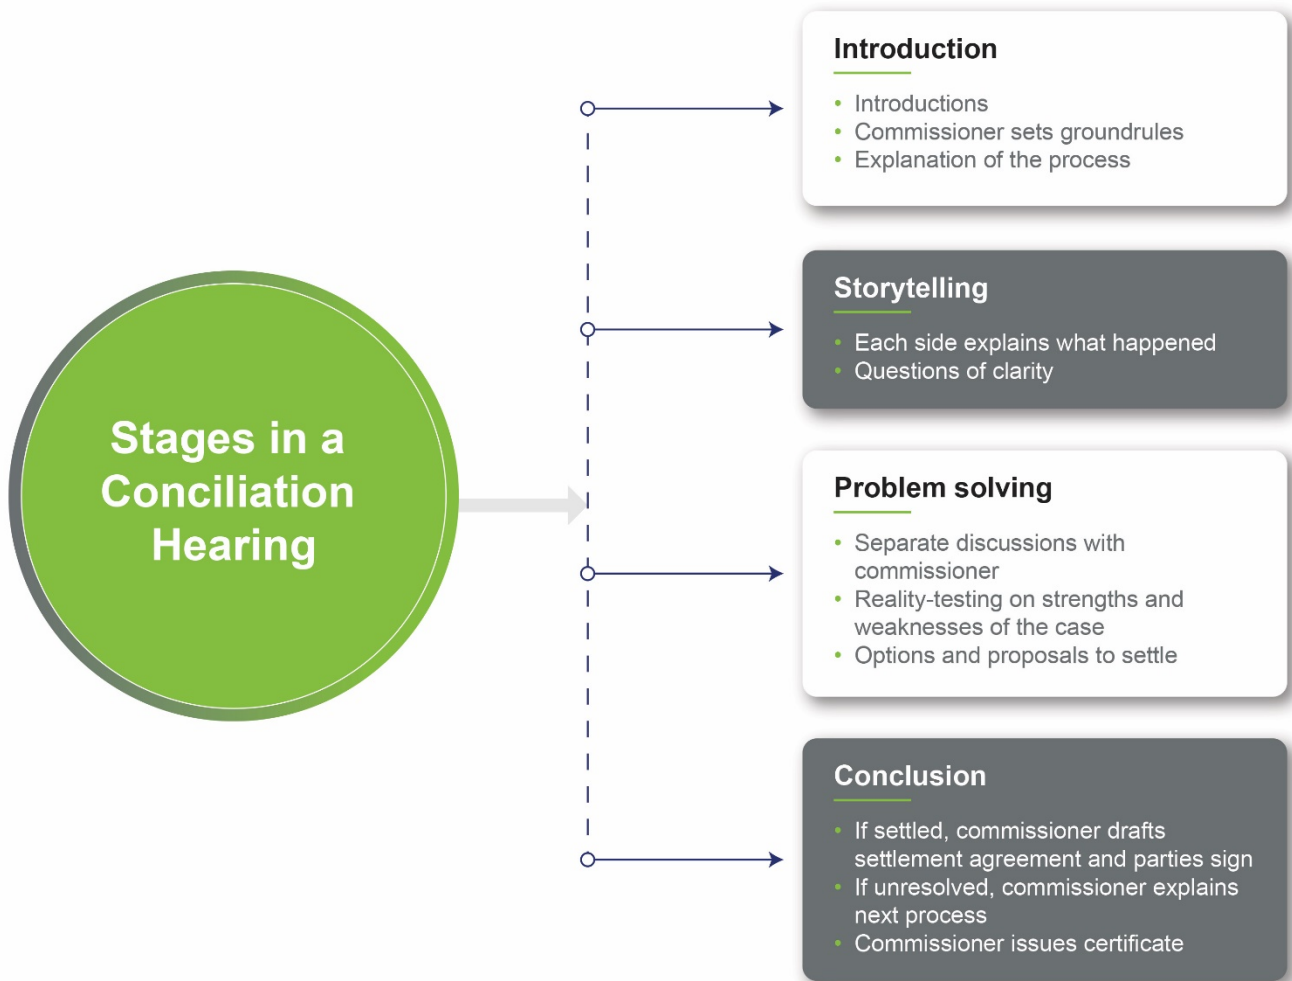 Stages in a
Conciliation
Hearing
Introduction
• Introductions
• Commissioner sets groundrules
• Explanation of the process
Storytelling
• Each side explains what happened
• Questions of clarity
Problem solving
• Separate discussions with
commissioner
• Reality-testing on strengths and
weaknesses of the case
• Options and proposals to settle
Conclusion
• If settled, commissioner drafts
settlement agreement and parties sign
• If unresolved, commissioner explains
next process
• Commissioner issues certificate